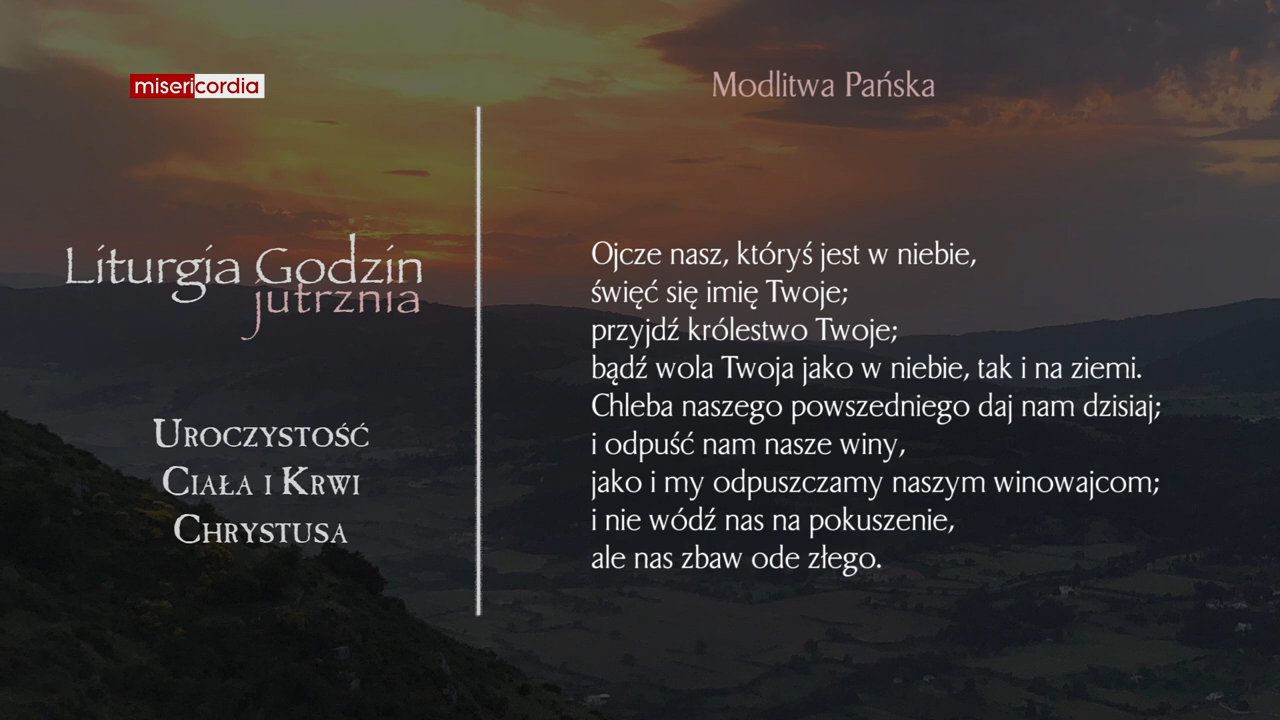 misericordia
Liturgia Godzin
jutrznia
Uroczystość
Ciała i Krwi
Chrystusa
Modlitwa Pańska
Ojcze nasz, któryś jest w niebie,
święć się imię Twoje;
przyjdź królestwo Twoje;
bądź wola Twoja jako w niebie, tak i na ziemi.
Chleba naszego powszedniego daj nam dzisiaj;
i odpuść nam nasze winy,
jako i my odpuszczamy naszym winowajcom;
i nie wódź nas na pokuszenie,
ale nas zbaw ode złego.